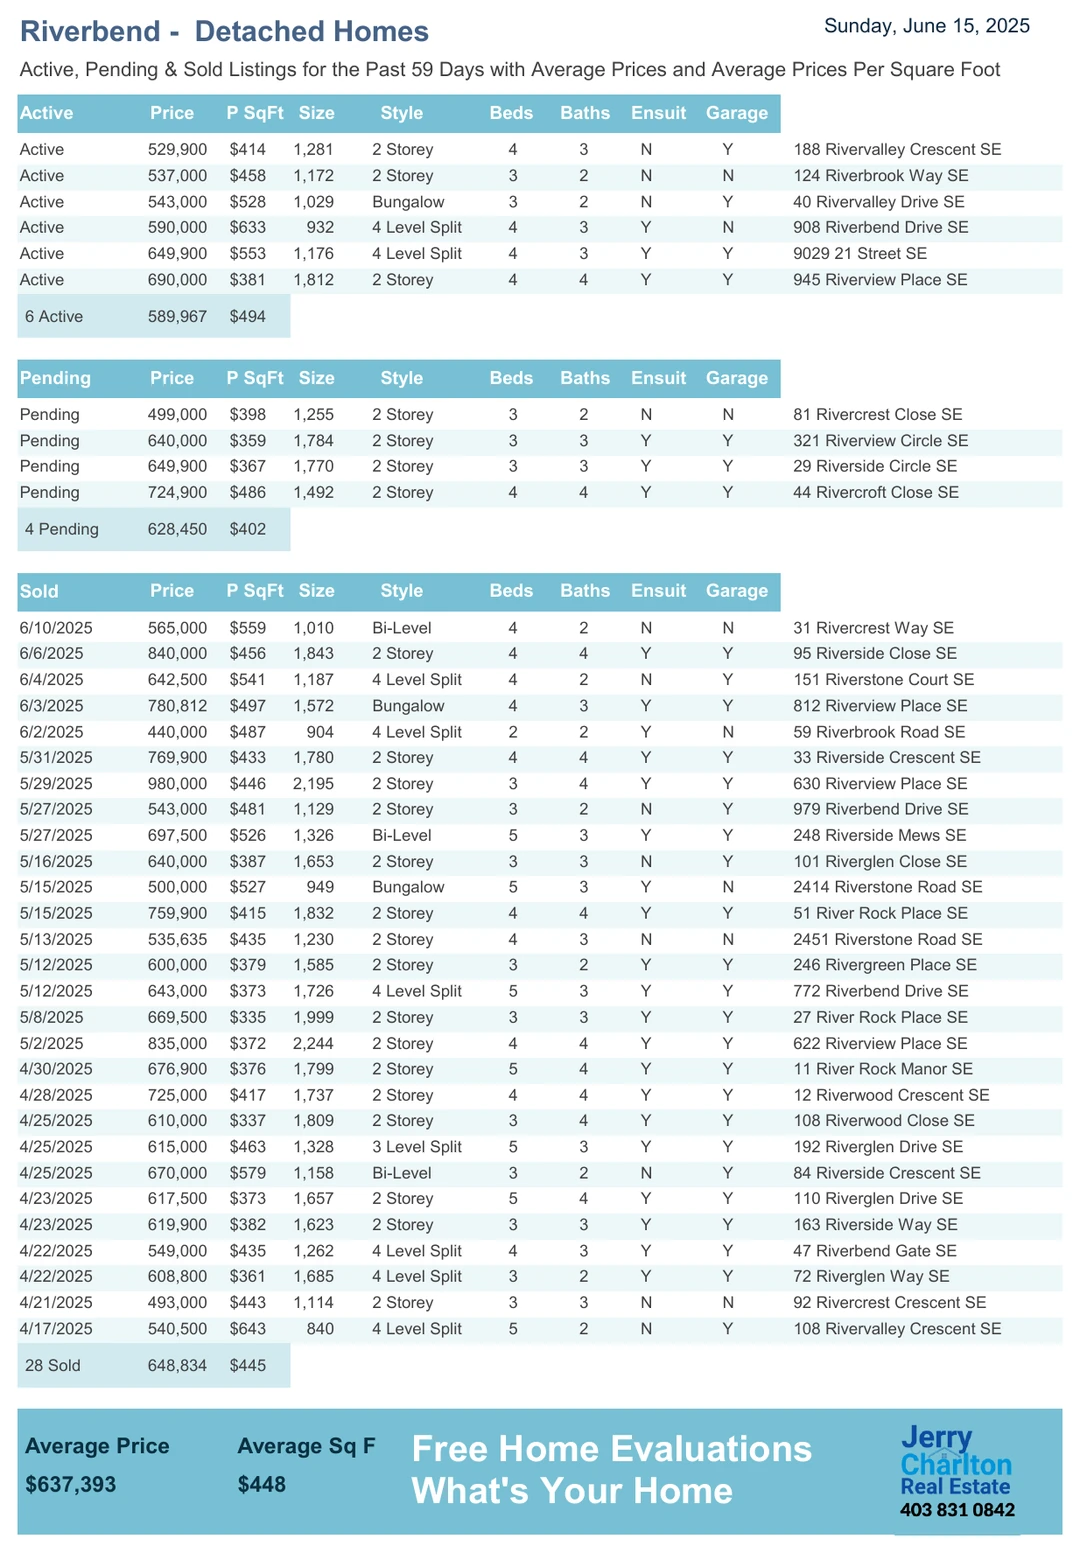 Riverbend - Detached Homes
Sunday, June 15, 2025
Active, Pending & Sold Listings for the Past 59 Days with Average Prices and Average Prices Per Square Foot
Active Price P SqFt Size Style Beds Baths Ensuit Garage
Active 529,900 $414 1,281 2 Storey 4 3 N Y 188 Rivervalley Crescent SE
Active 537,000 $458 1,172 2 Storey 3 2 N N 124 Riverbrook Way SE
Active 543,000 $528 1,029 Bungalow 3 2 N Y 40 Rivervalley Drive SE
Active 590,000 $633 932 4 Level Split 4 3 Y N 908 Riverbend Drive SE
Active 649,900 $553 1,176 4 Level Split 4 3 Y Y 9029 21 Street SE
Active 690,000 $381 1,812 2 Storey 4 4 Y Y 945 Riverview Place SE
6 Active 589,967 $494
Pending Price P SqFt Size Style Beds Baths Ensuit Garage
Pending 499,000 $398 1,255 2 Storey 3 2 N N 81 Rivercrest Close SE
Pending 640,000 $359 1,784 2 Storey 3 3 Y Y 321 Riverview Circle SE
Pending 649,900 $367 1,770 2 Storey 3 3 Y Y 29 Riverside Circle SE
Pending 724,900 $486 1,492 2 Storey 4 4 Y Y 44 Rivercroft Close SE
4 Pending 628,450 $402
Sold Price P SqFt Size Style Beds Baths Ensuit Garage
6/10/2025 565,000 $559 1,010 Bi-Level 4 2 N N 31 Rivercrest Way SE
6/6/2025 840,000 $456 1,843 2 Storey 4 4 Y Y 95 Riverside Close SE
6/4/2025 642,500 $541 1,187 4 Level Split 4 2 N Y 151 Riverstone Court SE
6/3/2025 780,812 $497 1,572 Bungalow 4 3 Y Y 812 Riverview Place SE
6/2/2025 440,000 $487 904 4 Level Split 2 2 Y N 59 Riverbrook Road SE
5/31/2025 769,900 $433 1,780 2 Storey 4 4 Y Y 33 Riverside Crescent SE
5/29/2025 980,000 $446 2,195 2 Storey 3 4 Y Y 630 Riverview Place SE
5/27/2025 543,000 $481 1,129 2 Storey 3 2 N Y 979 Riverbend Drive SE
5/27/2025 697,500 $526 1,326 Bi-Level 5 3 Y Y 248 Riverside Mews SE
5/16/2025 640,000 $387 1,653 2 Storey 3 3 N Y 101 Riverglen Close SE
5/15/2025 500,000 $527 949 Bungalow 5 3 Y N 2414 Riverstone Road SE
5/15/2025 759,900 $415 1,832 2 Storey 4 4 Y Y 51 River Rock Place SE
5/13/2025 535,635 $435 1,230 2 Storey 4 3 N N 2451 Riverstone Road SE
5/12/2025 600,000 $379 1,585 2 Storey 3 2 Y Y 246 Rivergreen Place SE
5/12/2025 643,000 $373 1,726 4 Level Split 5 3 Y Y 772 Riverbend Drive SE
5/8/2025 669,500 $335 1,999 2 Storey 3 3 Y Y 27 River Rock Place SE
5/2/2025 835,000 $372 2,244 2 Storey 4 4 Y Y 622 Riverview Place SE
4/30/2025 676,900 $376 1,799 2 Storey 5 4 Y Y 11 River Rock Manor SE
4/28/2025 725,000 $417 1,737 2 Storey 4 4 Y Y 12 Riverwood Crescent SE
4/25/2025 610,000 $337 1,809 2 Storey 3 4 Y Y 108 Riverwood Close SE
4/25/2025 615,000 $463 1,328 3 Level Split 5 3 Y Y 192 Riverglen Drive SE
4/25/2025 670,000 $579 1,158 Bi-Level 3 2 N Y 84 Riverside Crescent SE
4/23/2025 617,500 $373 1,657 2 Storey 5 4 Y Y 110 Riverglen Drive SE
4/23/2025 619,900 $382 1,623 2 Storey 3 3 Y Y 163 Riverside Way SE
4/22/2025 549,000 $435 1,262 4 Level Split 4 3 Y Y 47 Riverbend Gate SE
4/22/2025 608,800 $361 1,685 4 Level Split 3 2 Y Y 72 Riverglen Way SE
4/21/2025 493,000 $443 1,114 2 Storey 3 3 N N 92 Rivercrest Crescent SE
4/17/2025 540,500 $643 840 4 Level Split 5 2 N Y 108 Rivervalley Crescent SE
28 Sold 648,834 $445
Average Price Average Sq F
$637,393 $448
Free Home Evaluations
What's Your Home
Jerry
Charlton
Real Estate
403 831 0842